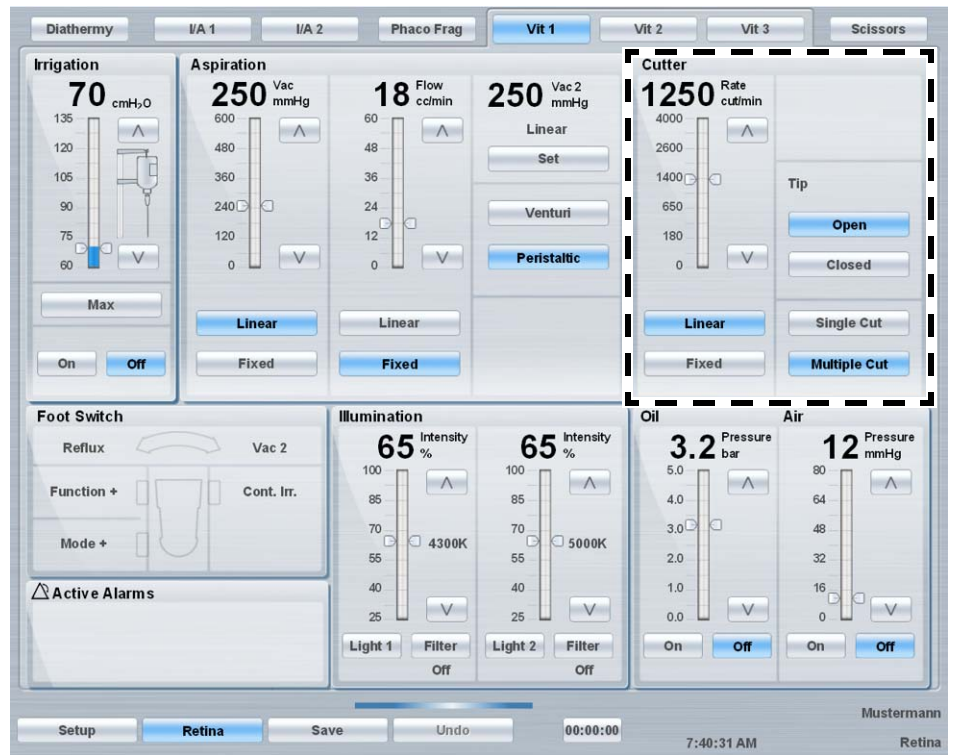 Diathermy I/A 1 I/A 2 Phaco Frag Vit 1 Vit 2 Vit 3 Scissors
Irrigation
70 cmH₂O
135
120
105
90
75
60
Max
On Off
Aspiration
250 Vac mmHg
600
480
360
240
120
0
Linear
Fixed
18 Flow cc/min
60
48
36
24
12
0
Linear
Fixed
250 Vac 2 mmHg
Linear
Set
Venturi
Peristaltic
Cutter
1250 Rate cut/min
4000
2600
1400
650
180
0
Linear
Fixed
Tip
Open
Closed
Single Cut
Multiple Cut
Foot Switch
Reflux Vac 2
Function + Cont. Irr.
Mode +
Active Alarms
Illumination
65 Intensity %
100
85
70
4300K
55
40
25
Light 1 Filter
Off
65 Intensity %
100
85
70
5000K
55
40
25
Light 2 Filter
Off
Oil
3.2 Pressure bar
5.0
4.0
3.0
2.0
1.0
0.0
On Off
Air
12 Pressure mmHg
80
64
48
32
16
0
On Off
Setup Retina Save Undo 00:00:00
7:40:31 AM
Mustermann
Retina